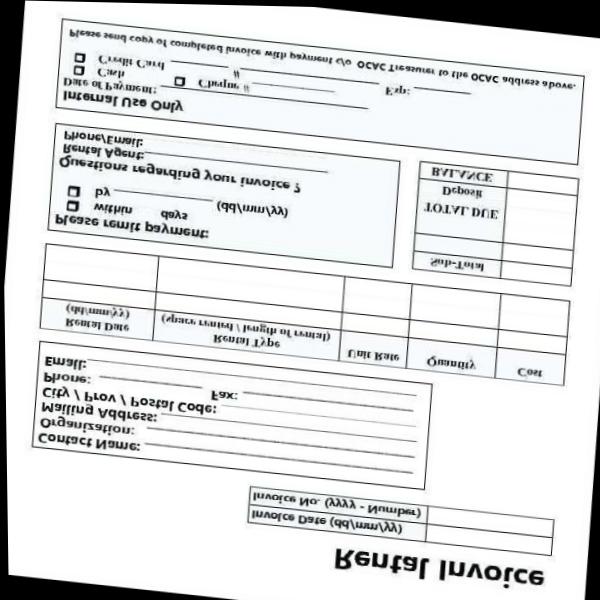 Rental Invoice
Invoice Date (dd/mm/yy)
Invoice No. (yyyy - Number)
Contact Name:
Organization:
Mailing Address:
City / Prov / Postal Code:
Phone: Fax:
Email:
Rental Date (dd/mm/yy) Rental Type (space rented / length of rental) Unit Rate Quantity Cost
Please remit payment:
within days
by (dd/mm/yy)
Questions regarding your invoice ?
Rental Agent:
Phone/Email:
Sub-Total
TOTAL DUE
Deposit
BALANCE
Internal Use Only
Date of Payment:
Cash Cheque #
Credit Card # Exp:
Please send copy of completed invoice with payment c/o OCAC Treasurer to the OCAC address above.